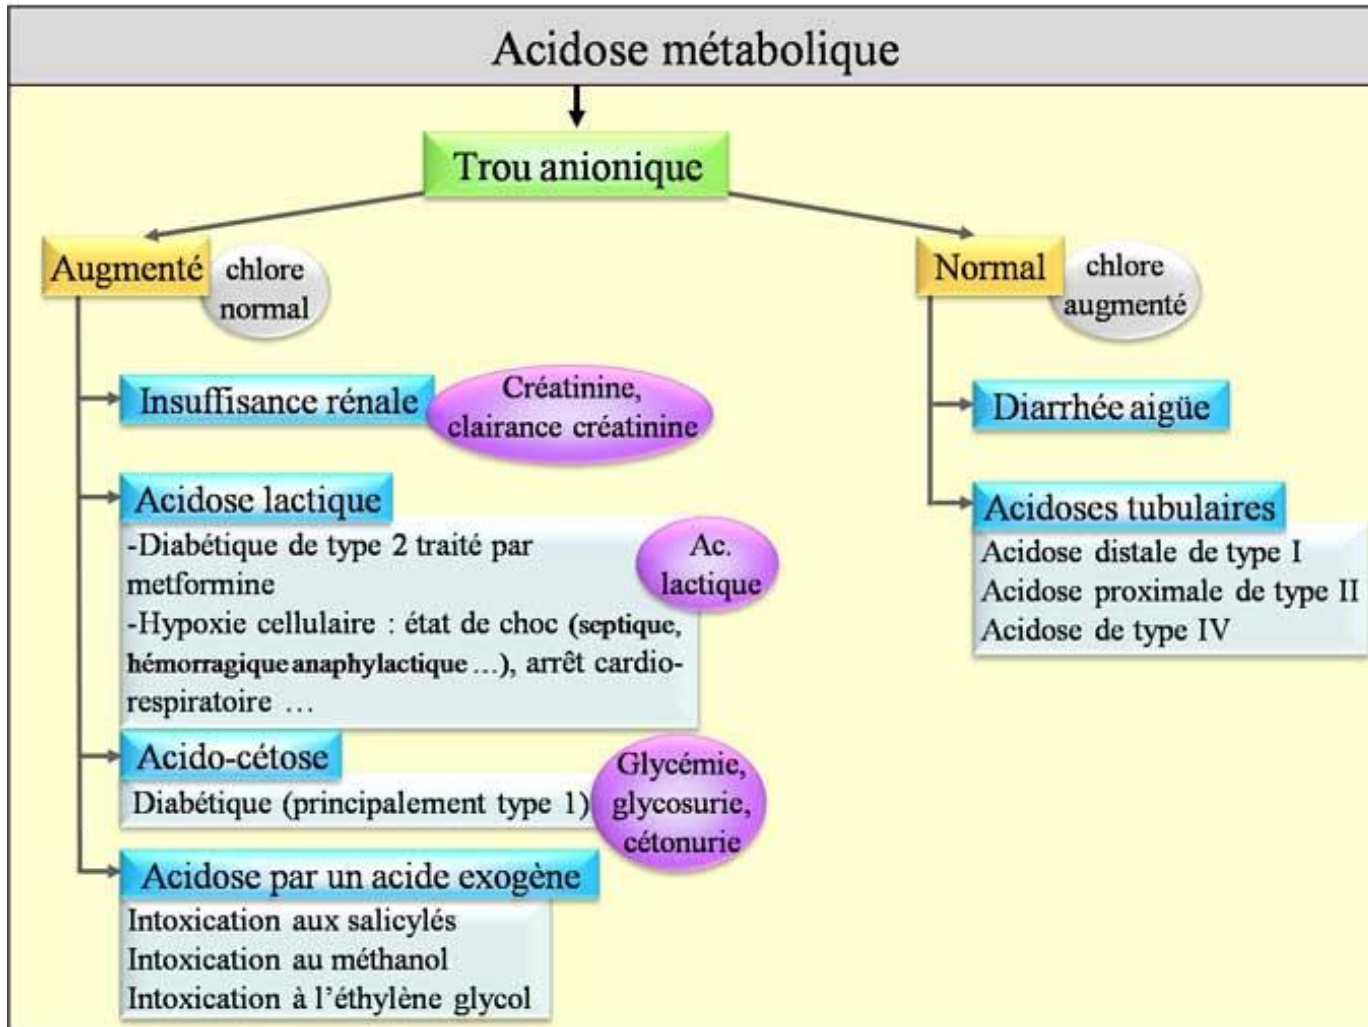 Acidose métabolique
Trou anionique
Augmenté
chlore
normal
Insuffisance rénale
Créatinine,
clairance créatinine
Acidose lactique
-Diabétique de type 2 traité par
metformine
-Hypoxie cellulaire : état de choc (septique,
hémorragique anaphylactique ...), arrêt cardio-
respiratoire ...
Ac.
lactique
Acido-cétose
Diabétique (principalement type 1)
Glycémie,
glycosurie,
cétonurie
Acidose par un acide exogène
Intoxication aux salicylés
Intoxication au méthanol
Intoxication à l'éthylène glycol
Normal
chlore
augmenté
Diarrhée aigüe
Acidoses tubulaires
Acidose distale de type I
Acidose proximale de type II
Acidose de type IV